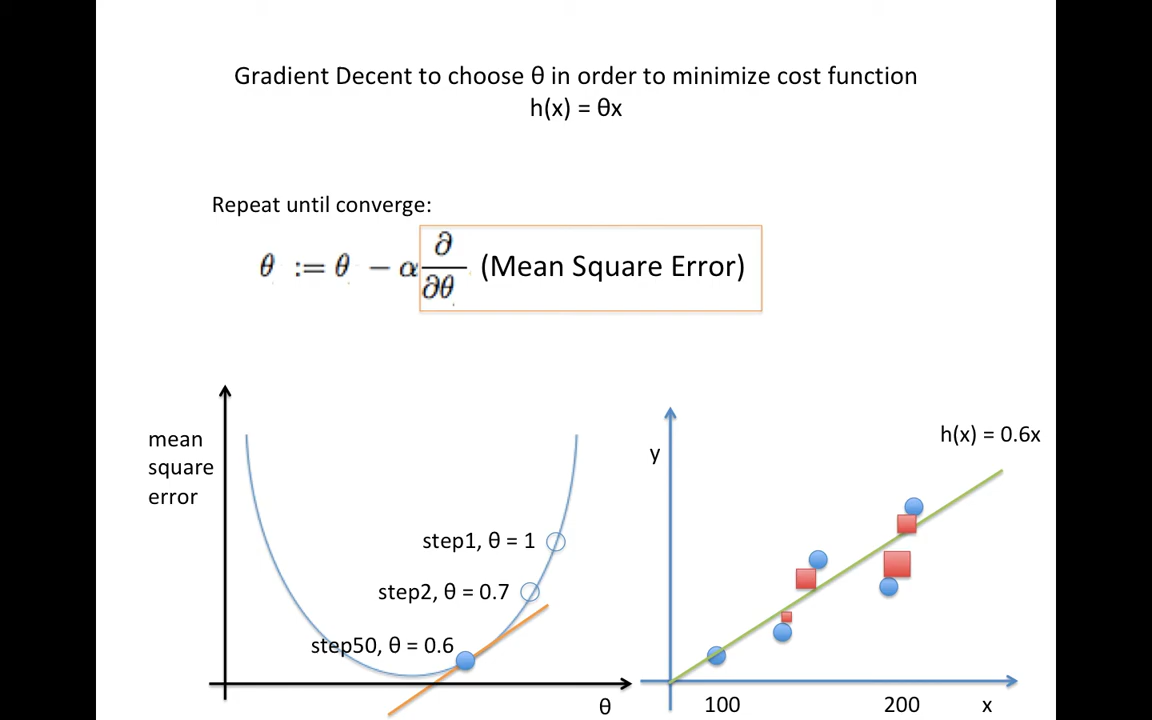 Gradient Decent to choose θ in order to minimize cost function
h(x) = θx
Repeat until converge:
θ := θ − α ∂/∂θ (Mean Square Error)
mean
square
error
step1, θ = 1
step2, θ = 0.7
step50, θ = 0.6
θ
y
h(x) = 0.6x
100
200
x